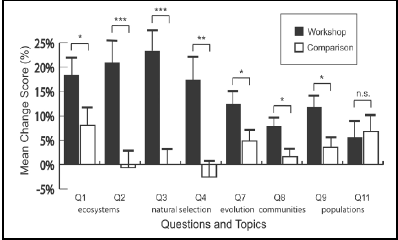 Workshop
Comparison
Mean Change Score (%)
25%
20%
15%
10%
5%
0%
-5%
*
***
***
**
*
*
*
n.s.
Q1 Q2 Q3 Q4 Q7 Q8 Q9 Q11
ecosystems natural selection evolution communities populations
Questions and Topics